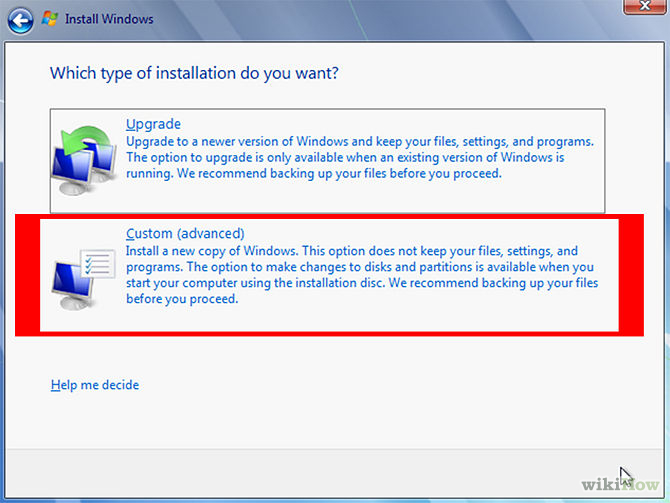 Install Windows
Which type of installation do you want?
Upgrade
Upgrade to a newer version of Windows and keep your files, settings, and programs.
The option to upgrade is only available when an existing version of Windows is
running. We recommend backing up your files before you proceed.
Custom (advanced)
Install a new copy of Windows. This option does not keep your files, settings, and
programs. The option to make changes to disks and partitions is available when you
start your computer using the installation disc. We recommend backing up your files
before you proceed.
Help me decide
wikiHow